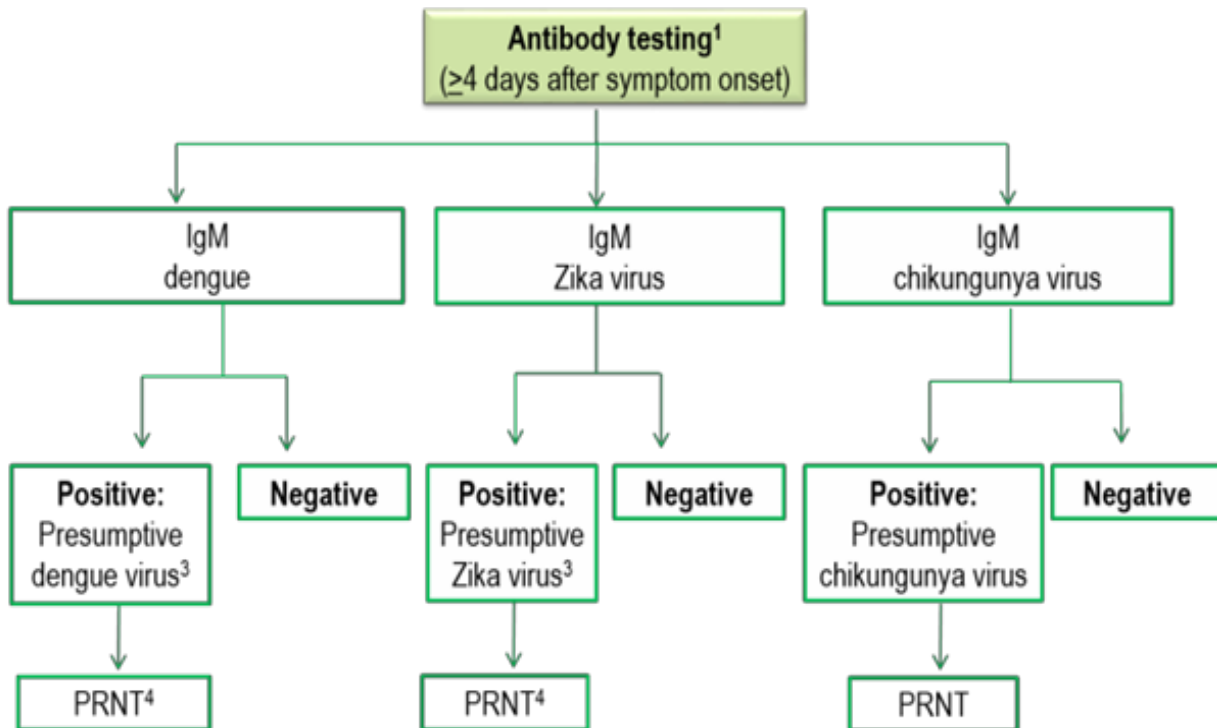 Antibody testing¹
(≥4 days after symptom onset)
IgM
dengue
IgM
Zika virus
IgM
chikungunya virus
Positive:
Presumptive
dengue virus³
Negative
Positive:
Presumptive
Zika virus³
Negative
Positive:
Presumptive
chikungunya virus
Negative
PRNT⁴
PRNT⁴
PRNT